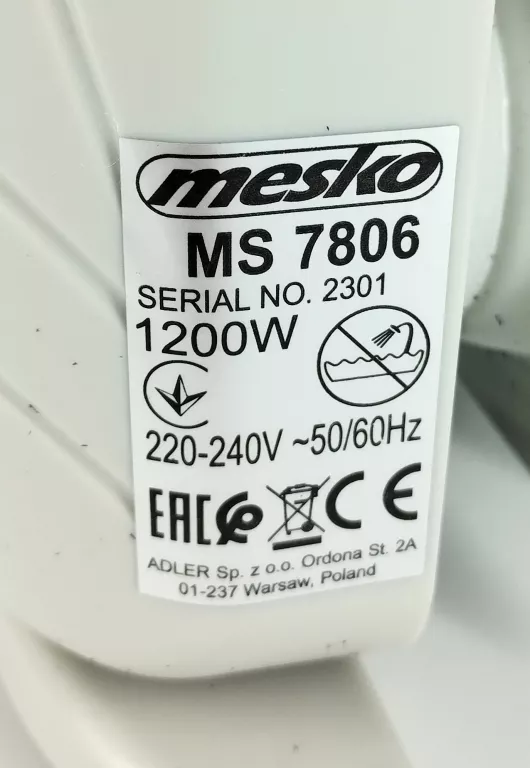 mesko
MS 7806
SERIAL NO. 2301
1200W
220-240V ~50/60Hz
EAC CE
ADLER Sp. z o.o. Ordona St. 2A
01-237 Warsaw, Poland